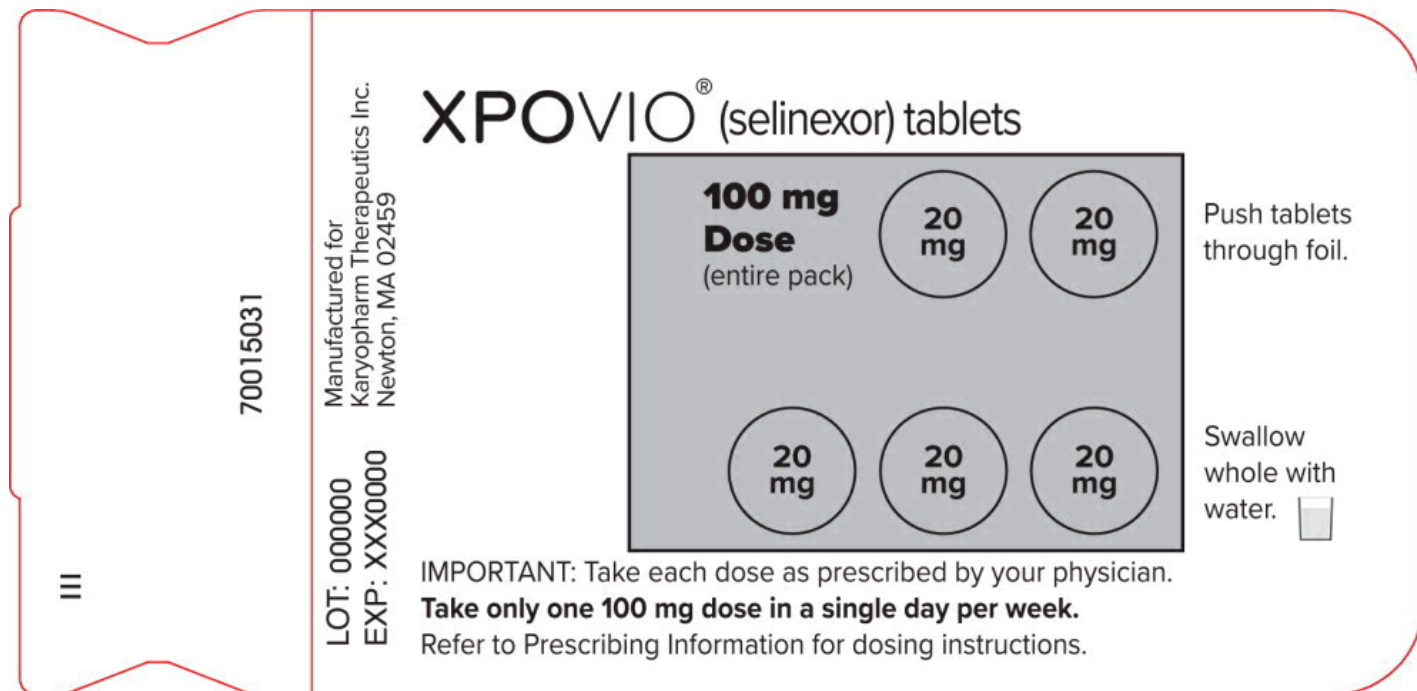 XPOVIO® (selinexor) tablets
100 mg
Dose
(entire pack)
20
mg
20
mg
Push tablets
through foil.
20
mg
20
mg
20
mg
Swallow
whole with
water.
IMPORTANT: Take each dose as prescribed by your physician.
Take only one 100 mg dose in a single day per week.
Refer to Prescribing Information for dosing instructions.
Manufactured for
Karyopharm Therapeutics Inc.
Newton, MA 02459
LOT: 000000
EXP: XXX0000
70015031